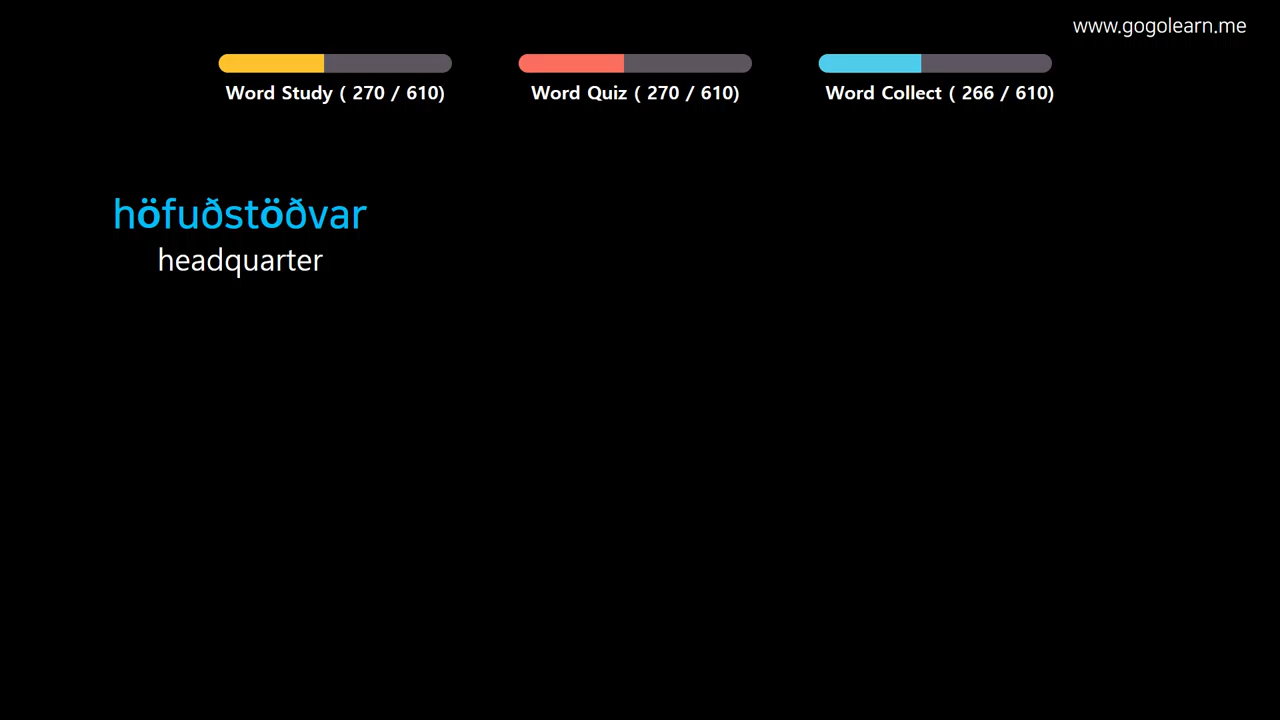 www.gogolearn.me
Word Study ( 270 / 610)
Word Quiz ( 270 / 610)
Word Collect ( 266 / 610)
höfuðstöðvar
headquarter